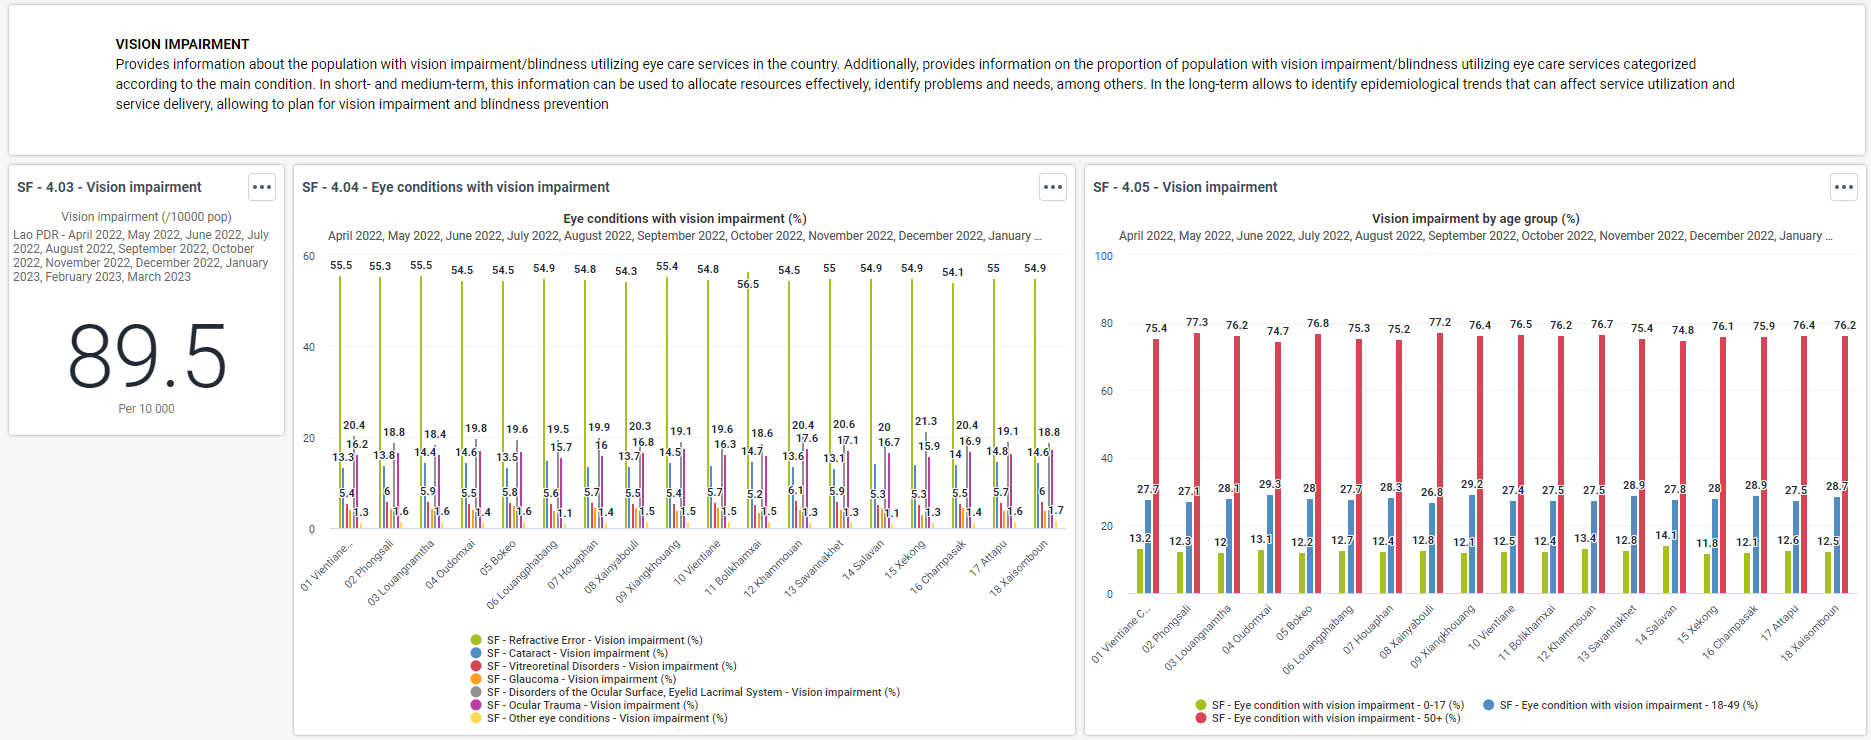 VISION IMPAIRMENT
Provides information about the population with vision impairment/blindness utilizing eye care services in the country. Additionally, provides information on the proportion of population with vision impairment/blindness utilizing eye care services categorized
according to the main condition. In short- and medium-term, this information can be used to allocate resources effectively, identify problems and needs, among others. In the long-term allows to identify epidemiological trends that can affect service utilization and
service delivery, allowing to plan for vision impairment and blindness prevention
SF - 4.03 - Vision impairment
Vision impairment (/10000 pop)
Lao PDR - April 2022, May 2022, June 2022, July
2022, August 2022, September 2022, October
2022, November 2022, December 2022, January
2023, February 2023, March 2023
89.5
Per 10 000
SF - 4.04 - Eye conditions with vision impairment
Eye conditions with vision impairment (%)
April 2022, May 2022, June 2022, July 2022, August 2022, September 2022, October 2022, November 2022, December 2022, January ...
60
40
20
0
55.5 55.3 55.5 54.5 54.5 54.9 54.8 54.3 55.4 54.8 56.5 54.5 55 54.9 54.9 54.1 55 54.9
20.4 18.8 18.4 19.8 19.6 19.5 19.9 20.3 19.1 19.6 18.6 20.4 20.6 20 21.3 20.4 19.1 18.8
16.2 15.7 16 16.8 16.3 17.6 17.1 16.7 15.9 16.9
13.3 13.8 14.4 14.6 13.5 13.7 14.5 14.7 13.6 13.1 14 14.8 14.6
5.4 6 5.9 5.5 5.8 5.6 5.7 5.5 5.4 5.7 5.2 6.1 5.9 5.3 5.3 5.5 5.7 6
1.3 1.6 1.6 1.4 1.6 1.1 1.4 1.5 1.5 1.5 1.5 1.3 1.3 1.1 1.3 1.4 1.6 1.7
01 Vientiane...
02 Phongsali
03 Louangnamtha
04 Oudomxai
05 Bokeo
06 Louangphabang
07 Houaphan
08 Xainyabouli
09 Xiangkhouang
10 Vientiane
11 Bolikhamxai
12 Khammouan
13 Savannakhet
14 Salavan
15 Xekong
16 Champasak
17 Attapu
18 Xaisomboun
SF - Refractive Error - Vision impairment (%)
SF - Cataract - Vision impairment (%)
SF - Vitreoretinal Disorders - Vision impairment (%)
SF - Glaucoma - Vision impairment (%)
SF - Disorders of the Ocular Surface, Eyelid Lacrimal System - Vision impairment (%)
SF - Ocular Trauma - Vision impairment (%)
SF - Other eye conditions - Vision impairment (%)
SF - 4.05 - Vision impairment
Vision impairment by age group (%)
April 2022, May 2022, June 2022, July 2022, August 2022, September 2022, October 2022, November 2022, December 2022, January ...
100
80
60
40
20
0
75.4 77.3 76.2 74.7 76.8 75.3 75.2 77.2 76.4 76.5 76.2 76.7 75.4 74.8 76.1 75.9 76.4 76.2
27.7 27.1 28.1 29.3 28 27.7 28.3 26.8 29.2 27.4 27.5 27.5 28.9 27.8 28 28.9 27.5 28.7
13.2 12.3 12 13.1 12.2 12.7 12.4 12.8 12.1 12.5 12.4 13.4 12.8 14.1 11.8 12.1 12.6 12.5
01 Vientiane C...
02 Phongsali
03 Louangnamtha
04 Oudomxai
05 Bokeo
06 Louangphabang
07 Houaphan
08 Xainyabouli
09 Xiangkhouang
10 Vientiane
11 Bolikhamxai
12 Khammouan
13 Savannakhet
14 Salavan
15 Xekong
16 Champasak
17 Attapu
18 Xaisomboun
SF - Eye condition with vision impairment - 0-17 (%)
SF - Eye condition with vision impairment - 18-49 (%)
SF - Eye condition with vision impairment - 50+ (%)